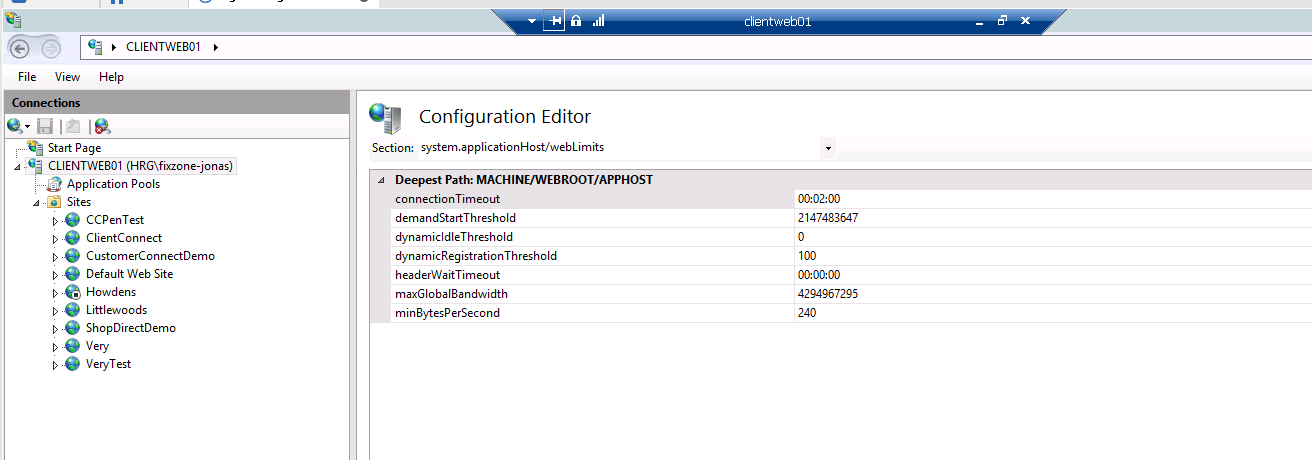 clientweb01
CLIENTWEB01
File View Help
Connections
Start Page
CLIENTWEB01 (HRG\fixzone-jonas)
Application Pools
Sites
CCPenTest
ClientConnect
CustomerConnectDemo
Default Web Site
Howdens
Littlewoods
ShopDirectDemo
Very
VeryTest
Configuration Editor
Section: system.applicationHost/webLimits
Deepest Path: MACHINE/WEBROOT/APPHOST
connectionTimeout 00:02:00
demandStartThreshold 2147483647
dynamicIdleThreshold 0
dynamicRegistrationThreshold 100
headerWaitTimeout 00:00:00
maxGlobalBandwidth 4294967295
minBytesPerSecond 240